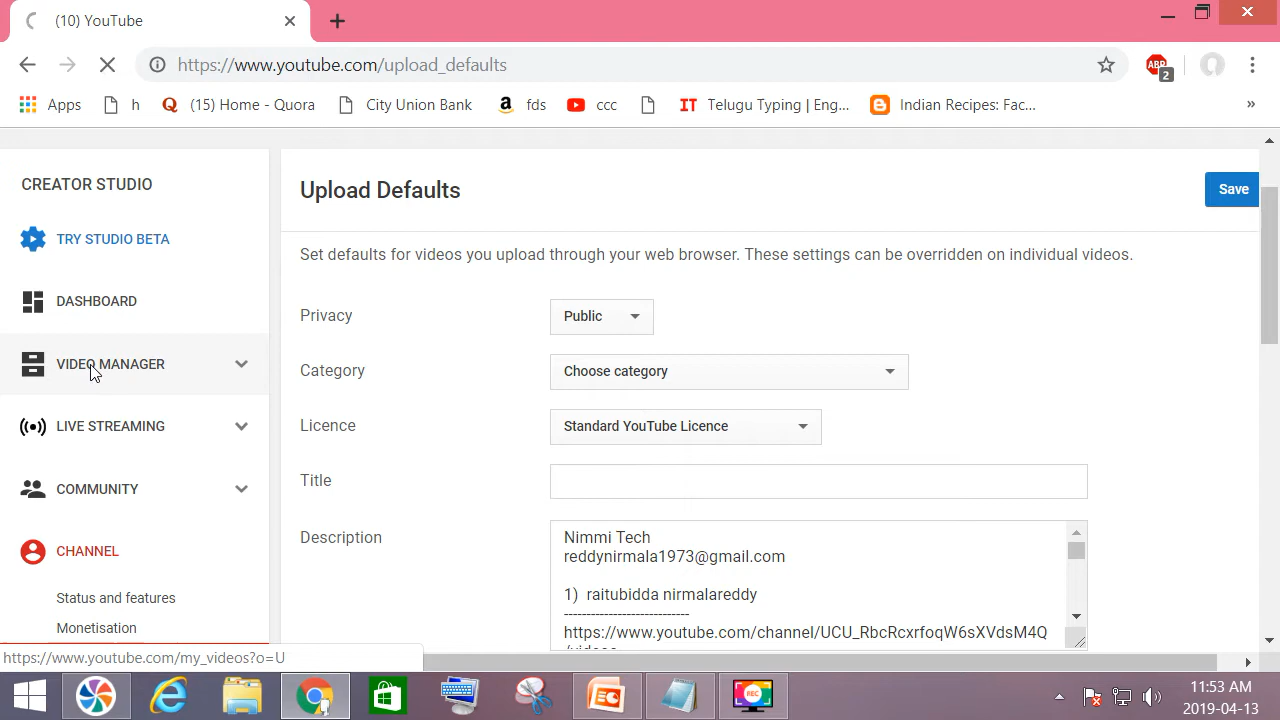 (10) YouTube
https://www.youtube.com/upload_defaults
ABP
2
Apps
h
(15) Home - Quora
City Union Bank
fds
ccc
Telugu Typing | Eng...
Indian Recipes: Fac...
»
CREATOR STUDIO
TRY STUDIO BETA
DASHBOARD
VIDEO MANAGER
LIVE STREAMING
COMMUNITY
CHANNEL
Status and features
Monetisation
Upload Defaults
Save
Set defaults for videos you upload through your web browser. These settings can be overridden on individual videos.
Privacy
Public
Category
Choose category
Licence
Standard YouTube Licence
Title
Description
Nimmi Tech
reddynirmala1973@gmail.com
1) raitubidda nirmalareddy
----------------------------
https://www.youtube.com/channel/UCU_RbcRcxrfoqW6sXVdsM4Q
/videos
https://www.youtube.com/my_videos?o=U
REC
11:53 AM
2019-04-13